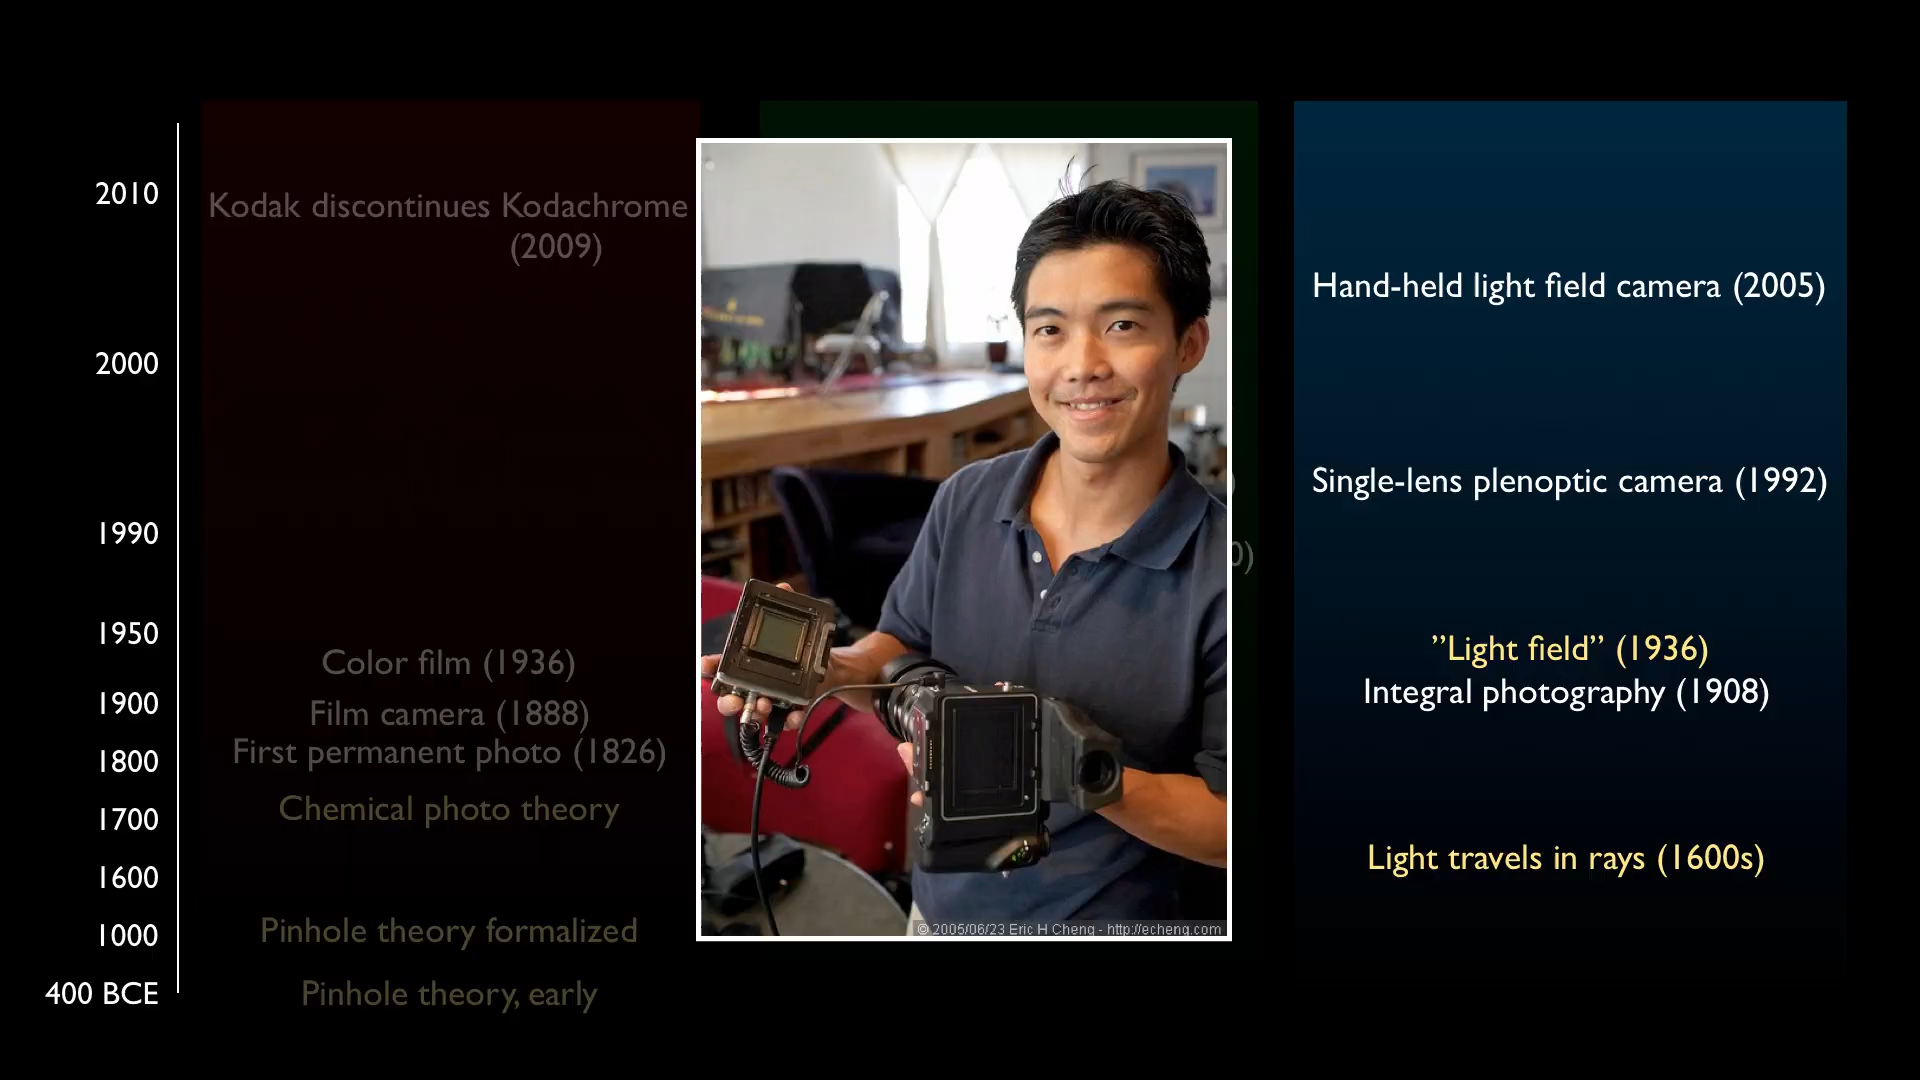 2010
2000
1990
1950
1900
1800
1700
1600
1000
400 BCE
Kodak discontinues Kodachrome
(2009)
Color film (1936)
Film camera (1888)
First permanent photo (1826)
Chemical photo theory
Pinhole theory formalized
Pinhole theory, early
)
0)
© 2005/06/23 Eric H Cheng - http://echeng.com
Hand-held light field camera (2005)
Single-lens plenoptic camera (1992)
”Light field” (1936)
Integral photography (1908)
Light travels in rays (1600s)